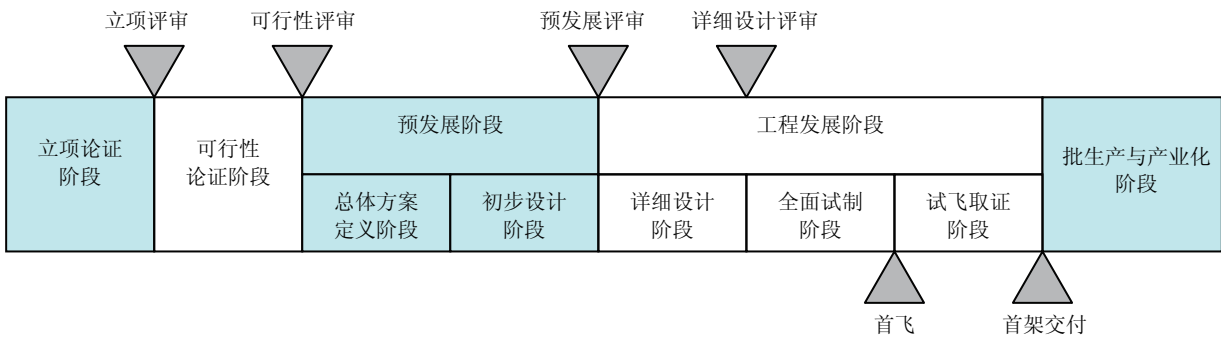 立项评审
可行性评审
预发展评审
详细设计评审
立项论证
阶段
可行性
论证阶段
预发展阶段
工程发展阶段
批生产与产业化
阶段
总体方案
定义阶段
初步设计
阶段
详细设计
阶段
全面试制
阶段
试飞取证
阶段
首飞
首架交付